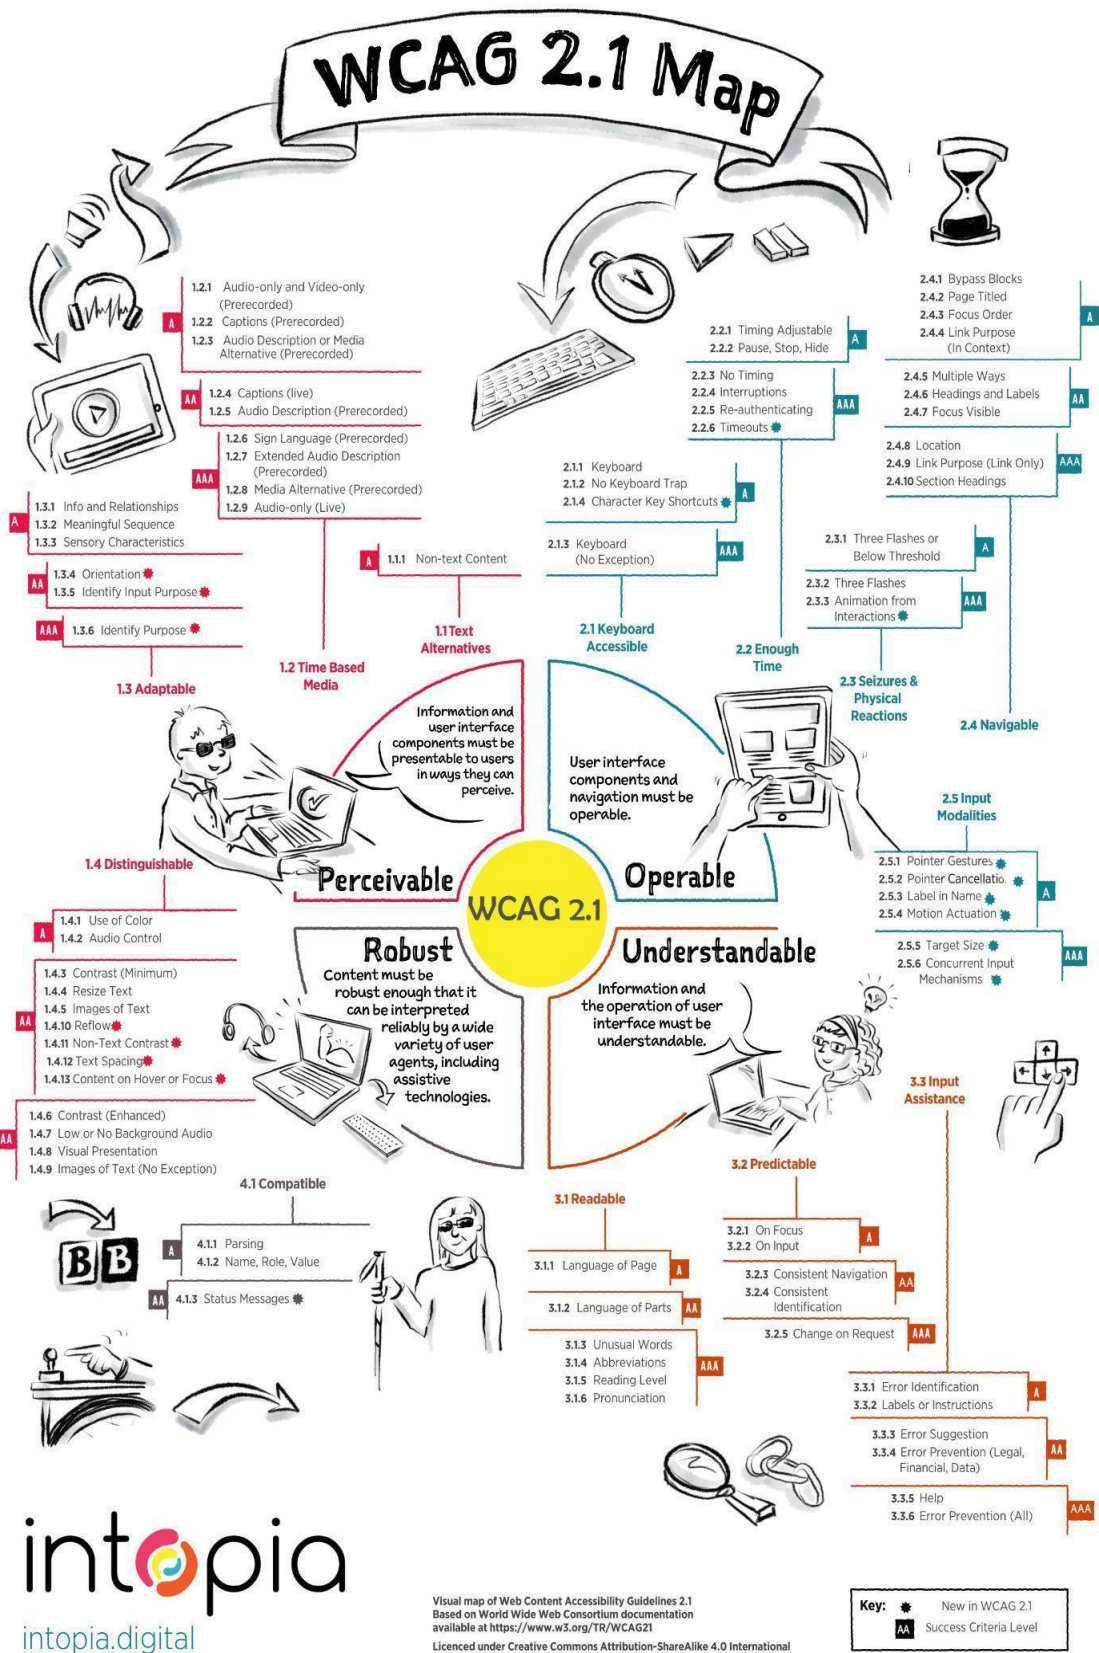 WCAG 2.1 Map
1.2.1 Audio-only and Video-only
(Prerecorded)
A
1.2.2 Captions (Prerecorded)
1.2.3 Audio Description or Media
Alternative (Prerecorded)
AA
1.2.4 Captions (live)
1.2.5 Audio Description (Prerecorded)
1.2.6 Sign Language (Prerecorded)
1.2.7 Extended Audio Description
(Prerecorded)
AAA
1.2.8 Media Alternative (Prerecorded)
1.2.9 Audio-only (Live)
1.2 Time Based
Media
A
1.3.1 Info and Relationships
1.3.2 Meaningful Sequence
1.3.3 Sensory Characteristics
AA
1.3.4 Orientation
1.3.5 Identify Input Purpose
AAA
1.3.6 Identify Purpose
1.3 Adaptable
A
1.1.1 Non-text Content
1.1 Text
Alternatives
2.1.1 Keyboard
2.1.2 No Keyboard Trap
2.1.4 Character Key Shortcuts
A
2.1.3 Keyboard
(No Exception)
AAA
2.1 Keyboard
Accessible
2.2.1 Timing Adjustable
2.2.2 Pause, Stop, Hide
A
2.2.3 No Timing
2.2.4 Interruptions
2.2.5 Re-authenticating
2.2.6 Timeouts
AAA
2.2 Enough
Time
2.3.1 Three Flashes or
Below Threshold
A
2.3.2 Three Flashes
2.3.3 Animation from
Interactions
AAA
2.3 Seizures &
Physical
Reactions
2.4.1 Bypass Blocks
2.4.2 Page Titled
2.4.3 Focus Order
2.4.4 Link Purpose
(In Context)
A
2.4.5 Multiple Ways
2.4.6 Headings and Labels
2.4.7 Focus Visible
AA
2.4.8 Location
2.4.9 Link Purpose (Link Only)
2.4.10 Section Headings
AAA
2.4 Navigable
Information and
user interface
components must be
presentable to users
in ways they can
perceive.
Perceivable
User interface
components and
navigation must be
operable.
Operable
WCAG 2.1
2.5 Input
Modalities
2.5.1 Pointer Gestures
2.5.2 Pointer Cancellatio.
2.5.3 Label in Name
2.5.4 Motion Actuation
A
2.5.5 Target Size
2.5.6 Concurrent Input
Mechanisms
AAA
1.4 Distinguishable
A
1.4.1 Use of Color
1.4.2 Audio Control
AA
1.4.3 Contrast (Minimum)
1.4.4 Resize Text
1.4.5 Images of Text
1.4.10 Reflow
1.4.11 Non-Text Contrast
1.4.12 Text Spacing
1.4.13 Content on Hover or Focus
AA
1.4.6 Contrast (Enhanced)
1.4.7 Low or No Background Audio
1.4.8 Visual Presentation
1.4.9 Images of Text (No Exception)
Robust
Content must be
robust enough that it
can be interpreted
reliably by a wide
variety of user
agents, including
assistive
technologies.
Understandable
Information and
the operation of user
interface must be
understandable.
4.1 Compatible
A
4.1.1 Parsing
4.1.2 Name, Role, Value
AA
4.1.3 Status Messages
B B
3.1 Readable
3.1.1 Language of Page
A
3.1.2 Language of Parts
AA
3.1.3 Unusual Words
3.1.4 Abbreviations
3.1.5 Reading Level
3.1.6 Pronunciation
AAA
3.2 Predictable
3.2.1 On Focus
3.2.2 On Input
A
3.2.3 Consistent Navigation
3.2.4 Consistent
Identification
AA
3.2.5 Change on Request
AAA
3.3 Input
Assistance
3.3.1 Error Identification
3.3.2 Labels or Instructions
A
3.3.3 Error Suggestion
3.3.4 Error Prevention (Legal,
Financial, Data)
AA
3.3.5 Help
3.3.6 Error Prevention (All)
AAA
intopia
intopia.digital
Visual map of Web Content Accessibility Guidelines 2.1
Based on World Wide Web Consortium documentation
available at https://www.w3.org/TR/WCAG21
Licenced under Creative Commons Attribution-ShareAlike 4.0 International
Key: New in WCAG 2.1
AA Success Criteria Level